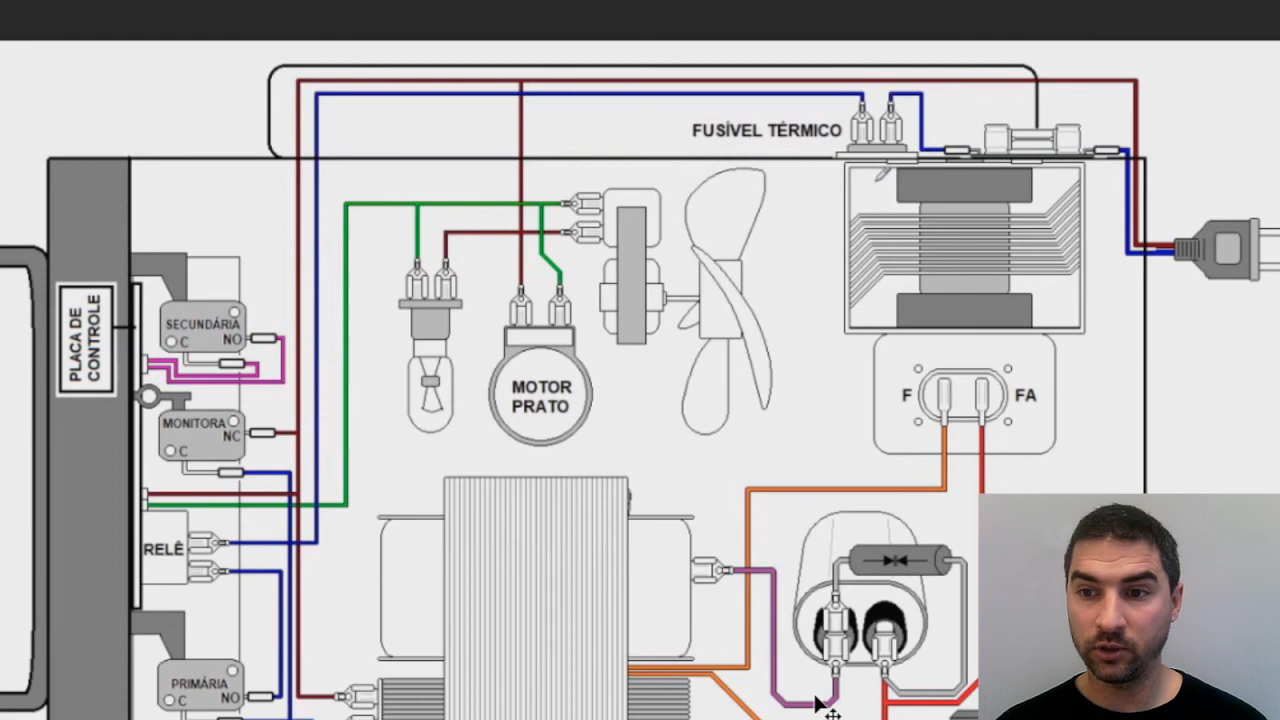 FUSÍVEL TÉRMICO
PLACA DE
CONTROLE
SECUNDÁRIA
NO
C
MOTOR
PRATO
F
FA
MONITORA
NC
C
RELÊ
PRIMÁRIA
NO
C